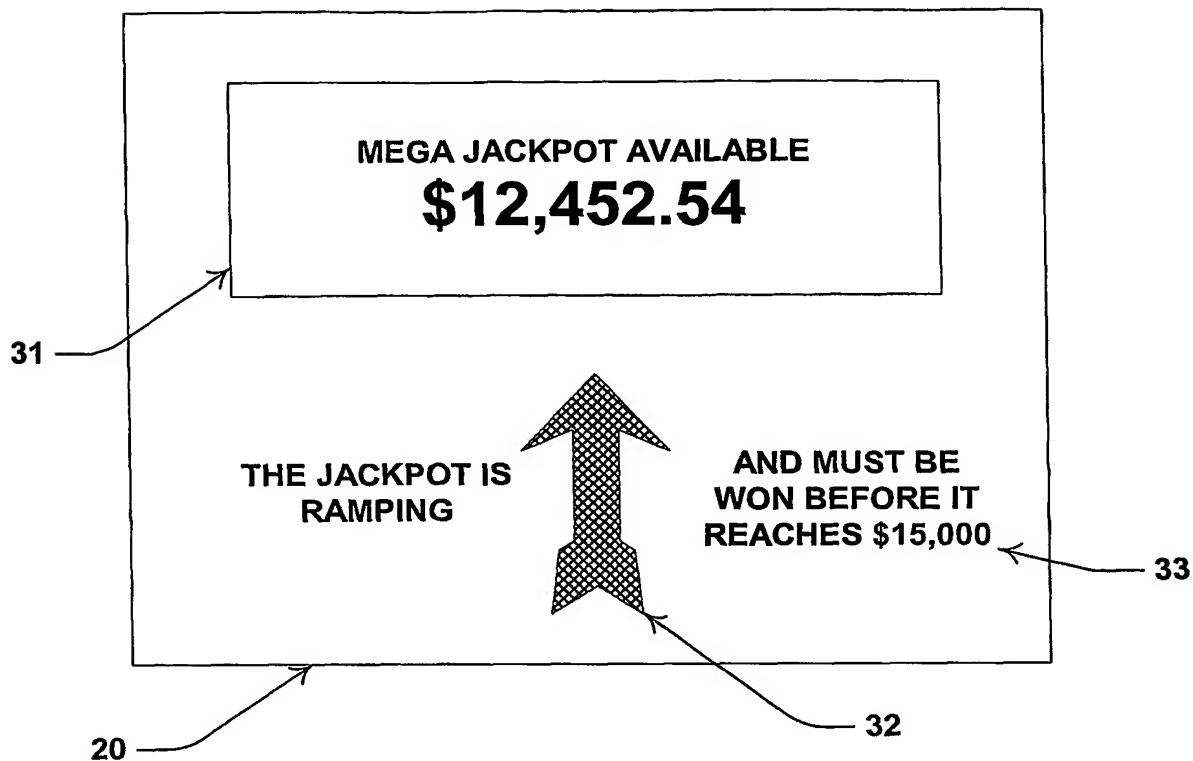 MEGA JACKPOT AVAILABLE
$12,452.54
31
THE JACKPOT IS
RAMPING
AND MUST BE
WON BEFORE IT
REACHES $15,000
33
32
20